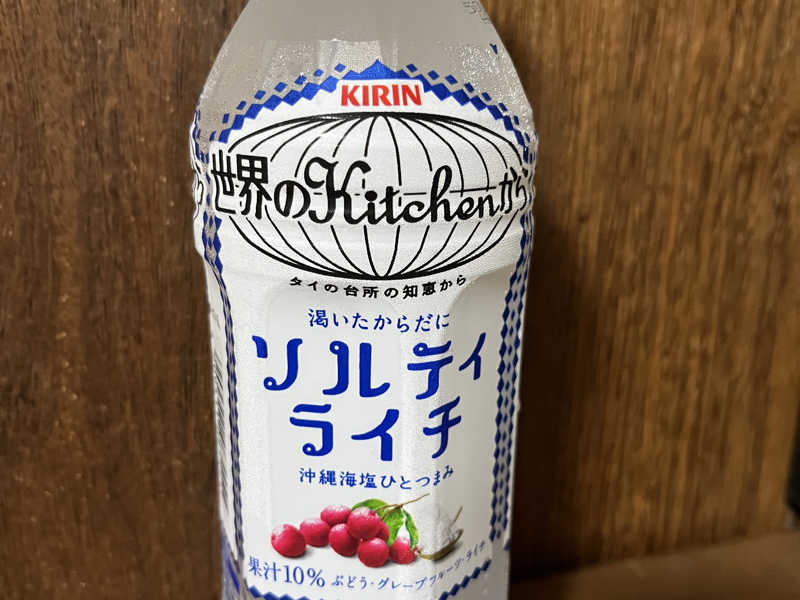 KIRIN
世界のKitchenから
タイの台所の知恵から
渇いたからだに
ソルティ
ライチ
沖縄海塩ひとつまみ
果汁10% ぶどう・グレープフルーツ・ライチ